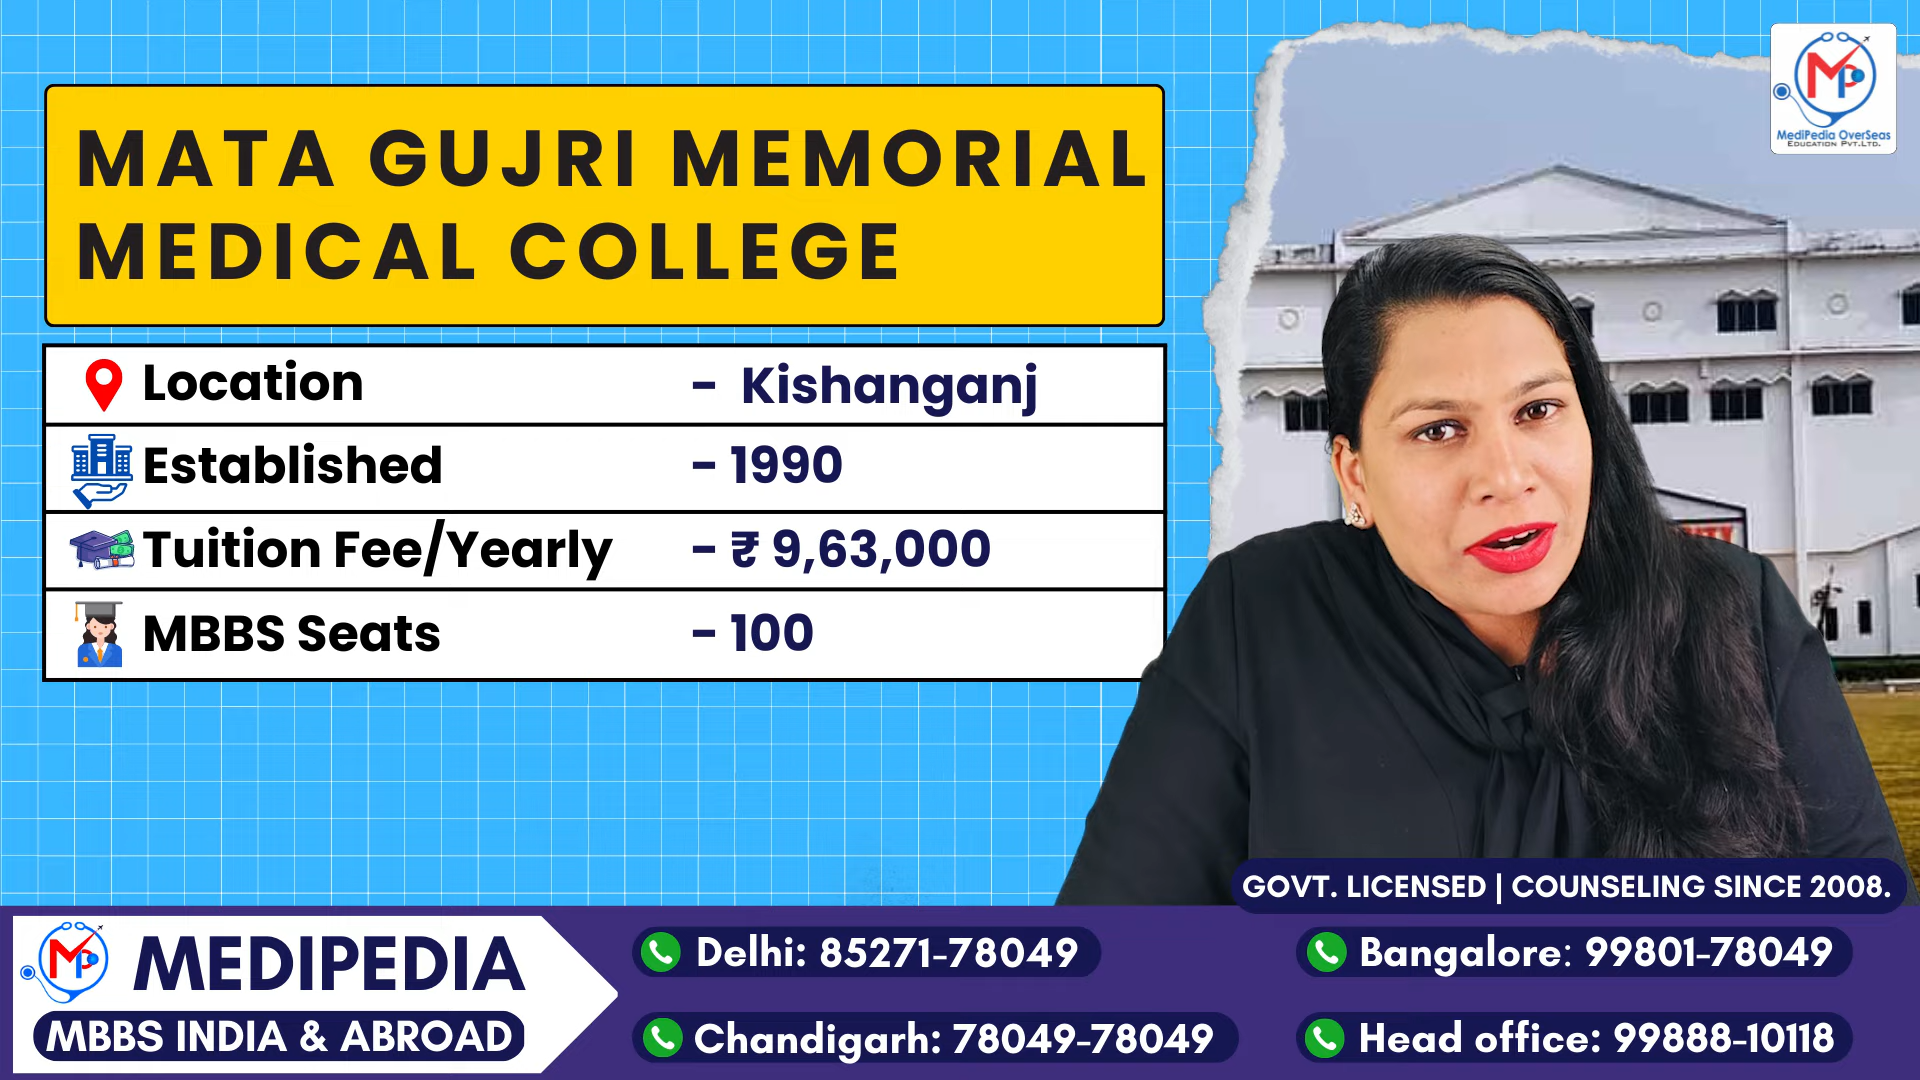 MATA GUJRI MEMORIAL
MEDICAL COLLEGE
Location - Kishanganj
Established - 1990
Tuition Fee/Yearly - ₹ 9,63,000
MBBS Seats - 100
MP
MediPedia OverSeas
EDUCATION PVT.LTD.
GOVT. LICENSED | COUNSELING SINCE 2008.
MP MEDIPEDIA
MBBS INDIA & ABROAD
Delhi: 85271-78049
Bangalore: 99801-78049
Chandigarh: 78049-78049
Head office: 99888-10118